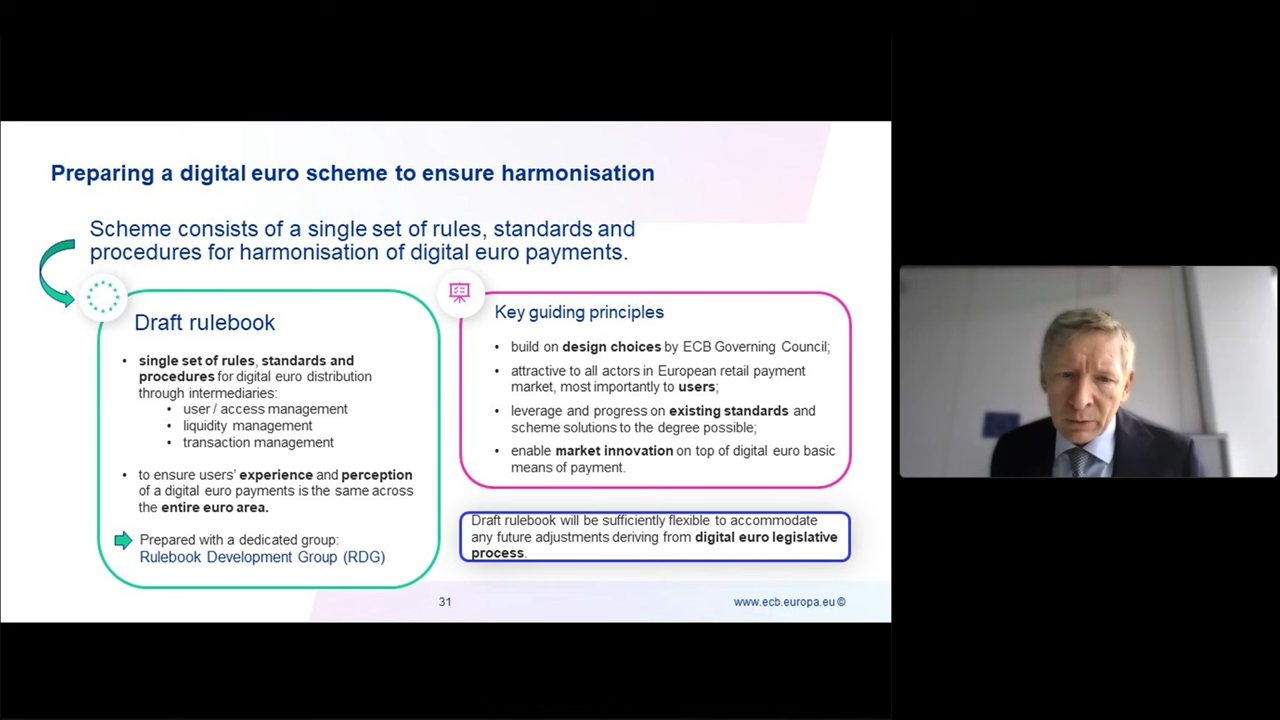 Preparing a digital euro scheme to ensure harmonisation
Scheme consists of a single set of rules, standards and
procedures for harmonisation of digital euro payments.
Draft rulebook
• single set of rules, standards and
procedures for digital euro distribution
through intermediaries:
• user / access management
• liquidity management
• transaction management
• to ensure users' experience and perception
of a digital euro payments is the same across
the entire euro area.
Prepared with a dedicated group:
Rulebook Development Group (RDG)
Key guiding principles
• build on design choices by ECB Governing Council;
• attractive to all actors in European retail payment
market, most importantly to users;
• leverage and progress on existing standards and
scheme solutions to the degree possible;
• enable market innovation on top of digital euro basic
means of payment.
Draft rulebook will be sufficiently flexible to accommodate
any future adjustments deriving from digital euro legislative
process.
31
www.ecb.europa.eu ©